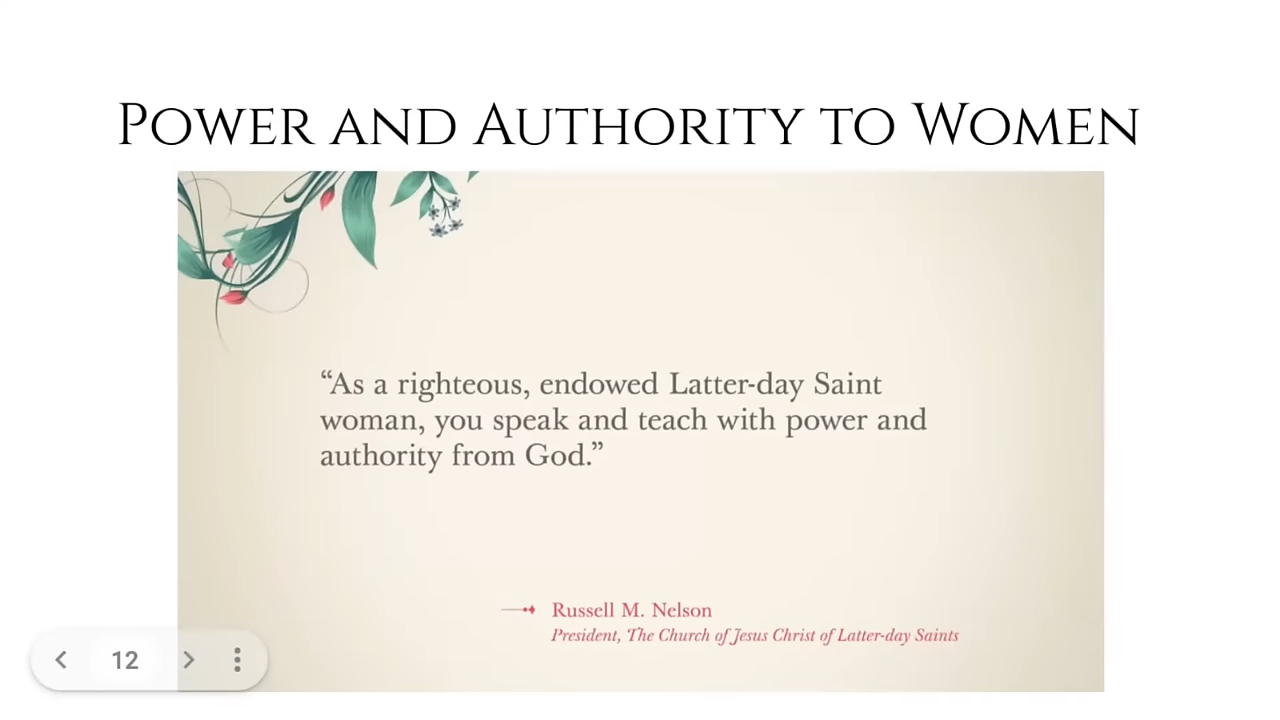 Power and Authority to Women
“As a righteous, endowed Latter-day Saint
woman, you speak and teach with power and
authority from God.”
Russell M. Nelson
President, The Church of Jesus Christ of Latter-day Saints
12